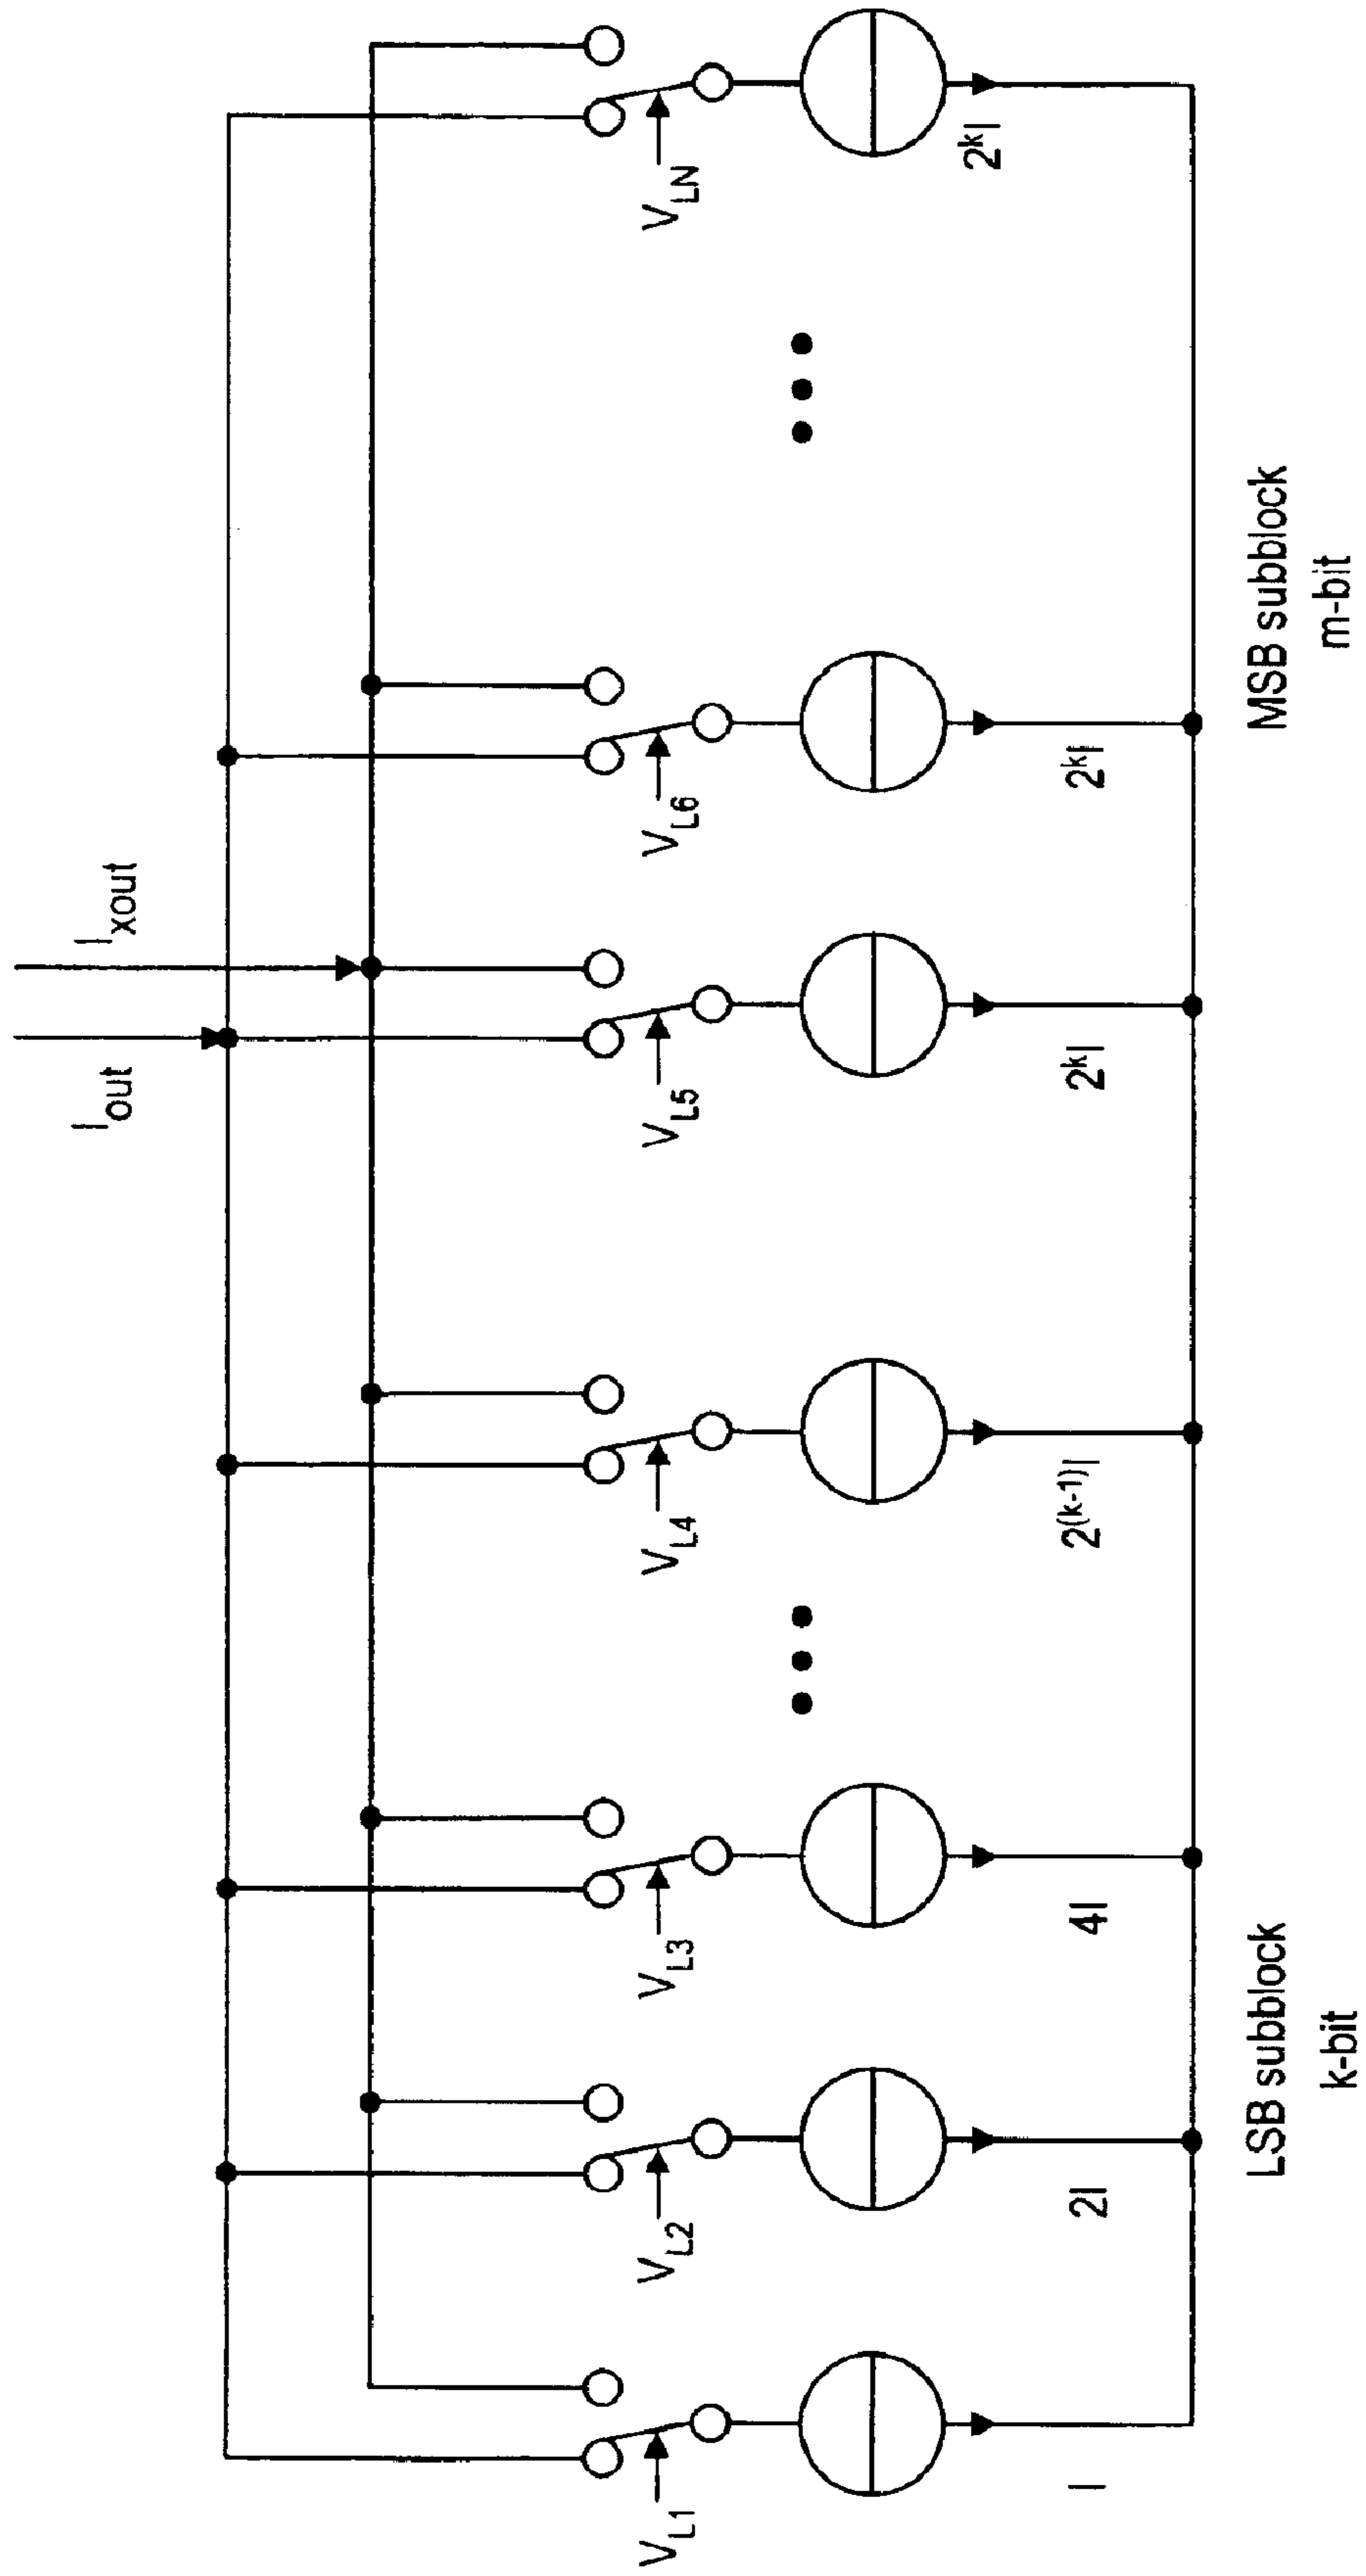 I_out
I_xout
V_L1
V_L2
V_L3
V_L4
V_L5
V_L6
V_LN
I
2I
4I
2^(k-1)I
2^kI
2^kI
2^kI
LSB subblock
k-bit
MSB subblock
m-bit